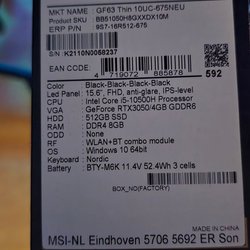 MKT NAME : GF63 Thin 10UC-675NEU
Product SKU : BB51050H8GXXDX10M
ERP P/N : 9S7-16R512-675
S/N: K2110N0058237
EAN CODE:
4 719072 885878
592
Color : Black-Black-Black-Black
Led Panel : 15.6", FHD, anti-glare, IPS-level
CPU : Intel Core i5-10500H Processor
VGA : GeForce RTX3050/4GB GDDR6
HDD : 512GB SSD
RAM : DDR4 8GB
ODD : None
RF : WLAN+BT combo module
OS : Windows 10 64bit
Keyboard : Nordic
Battery : BTY-M6K 11.4V 52.4Wh 3 cells
BOX_NO(FACTORY)
MADE IN CHINA
MSI-NL Eindhoven 5706 5692 ER Son